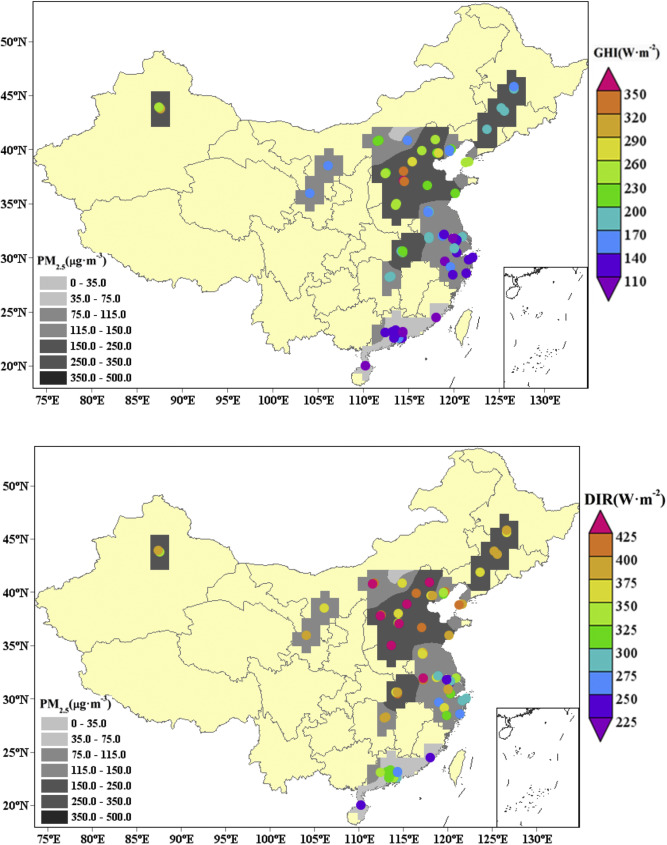 50°N
45°N
40°N
35°N
30°N
25°N
20°N
75°E 80°E 85°E 90°E 95°E 100°E 105°E 110°E 115°E 120°E 125°E 130°E
PM2.5(μg·m-3)
0 - 35.0
35.0 - 75.0
75.0 - 115.0
115.0 - 150.0
150.0 - 250.0
250.0 - 350.0
350.0 - 500.0
GHI(W·m-2)
350
320
290
260
230
200
170
140
110
50°N
45°N
40°N
35°N
30°N
25°N
20°N
75°E 80°E 85°E 90°E 95°E 100°E 105°E 110°E 115°E 120°E 125°E 130°E
PM2.5(μg·m-3)
0 - 35.0
35.0 - 75.0
75.0 - 115.0
115.0 - 150.0
150.0 - 250.0
250.0 - 350.0
350.0 - 500.0
DIR(W·m-2)
425
400
375
350
325
300
275
250
225